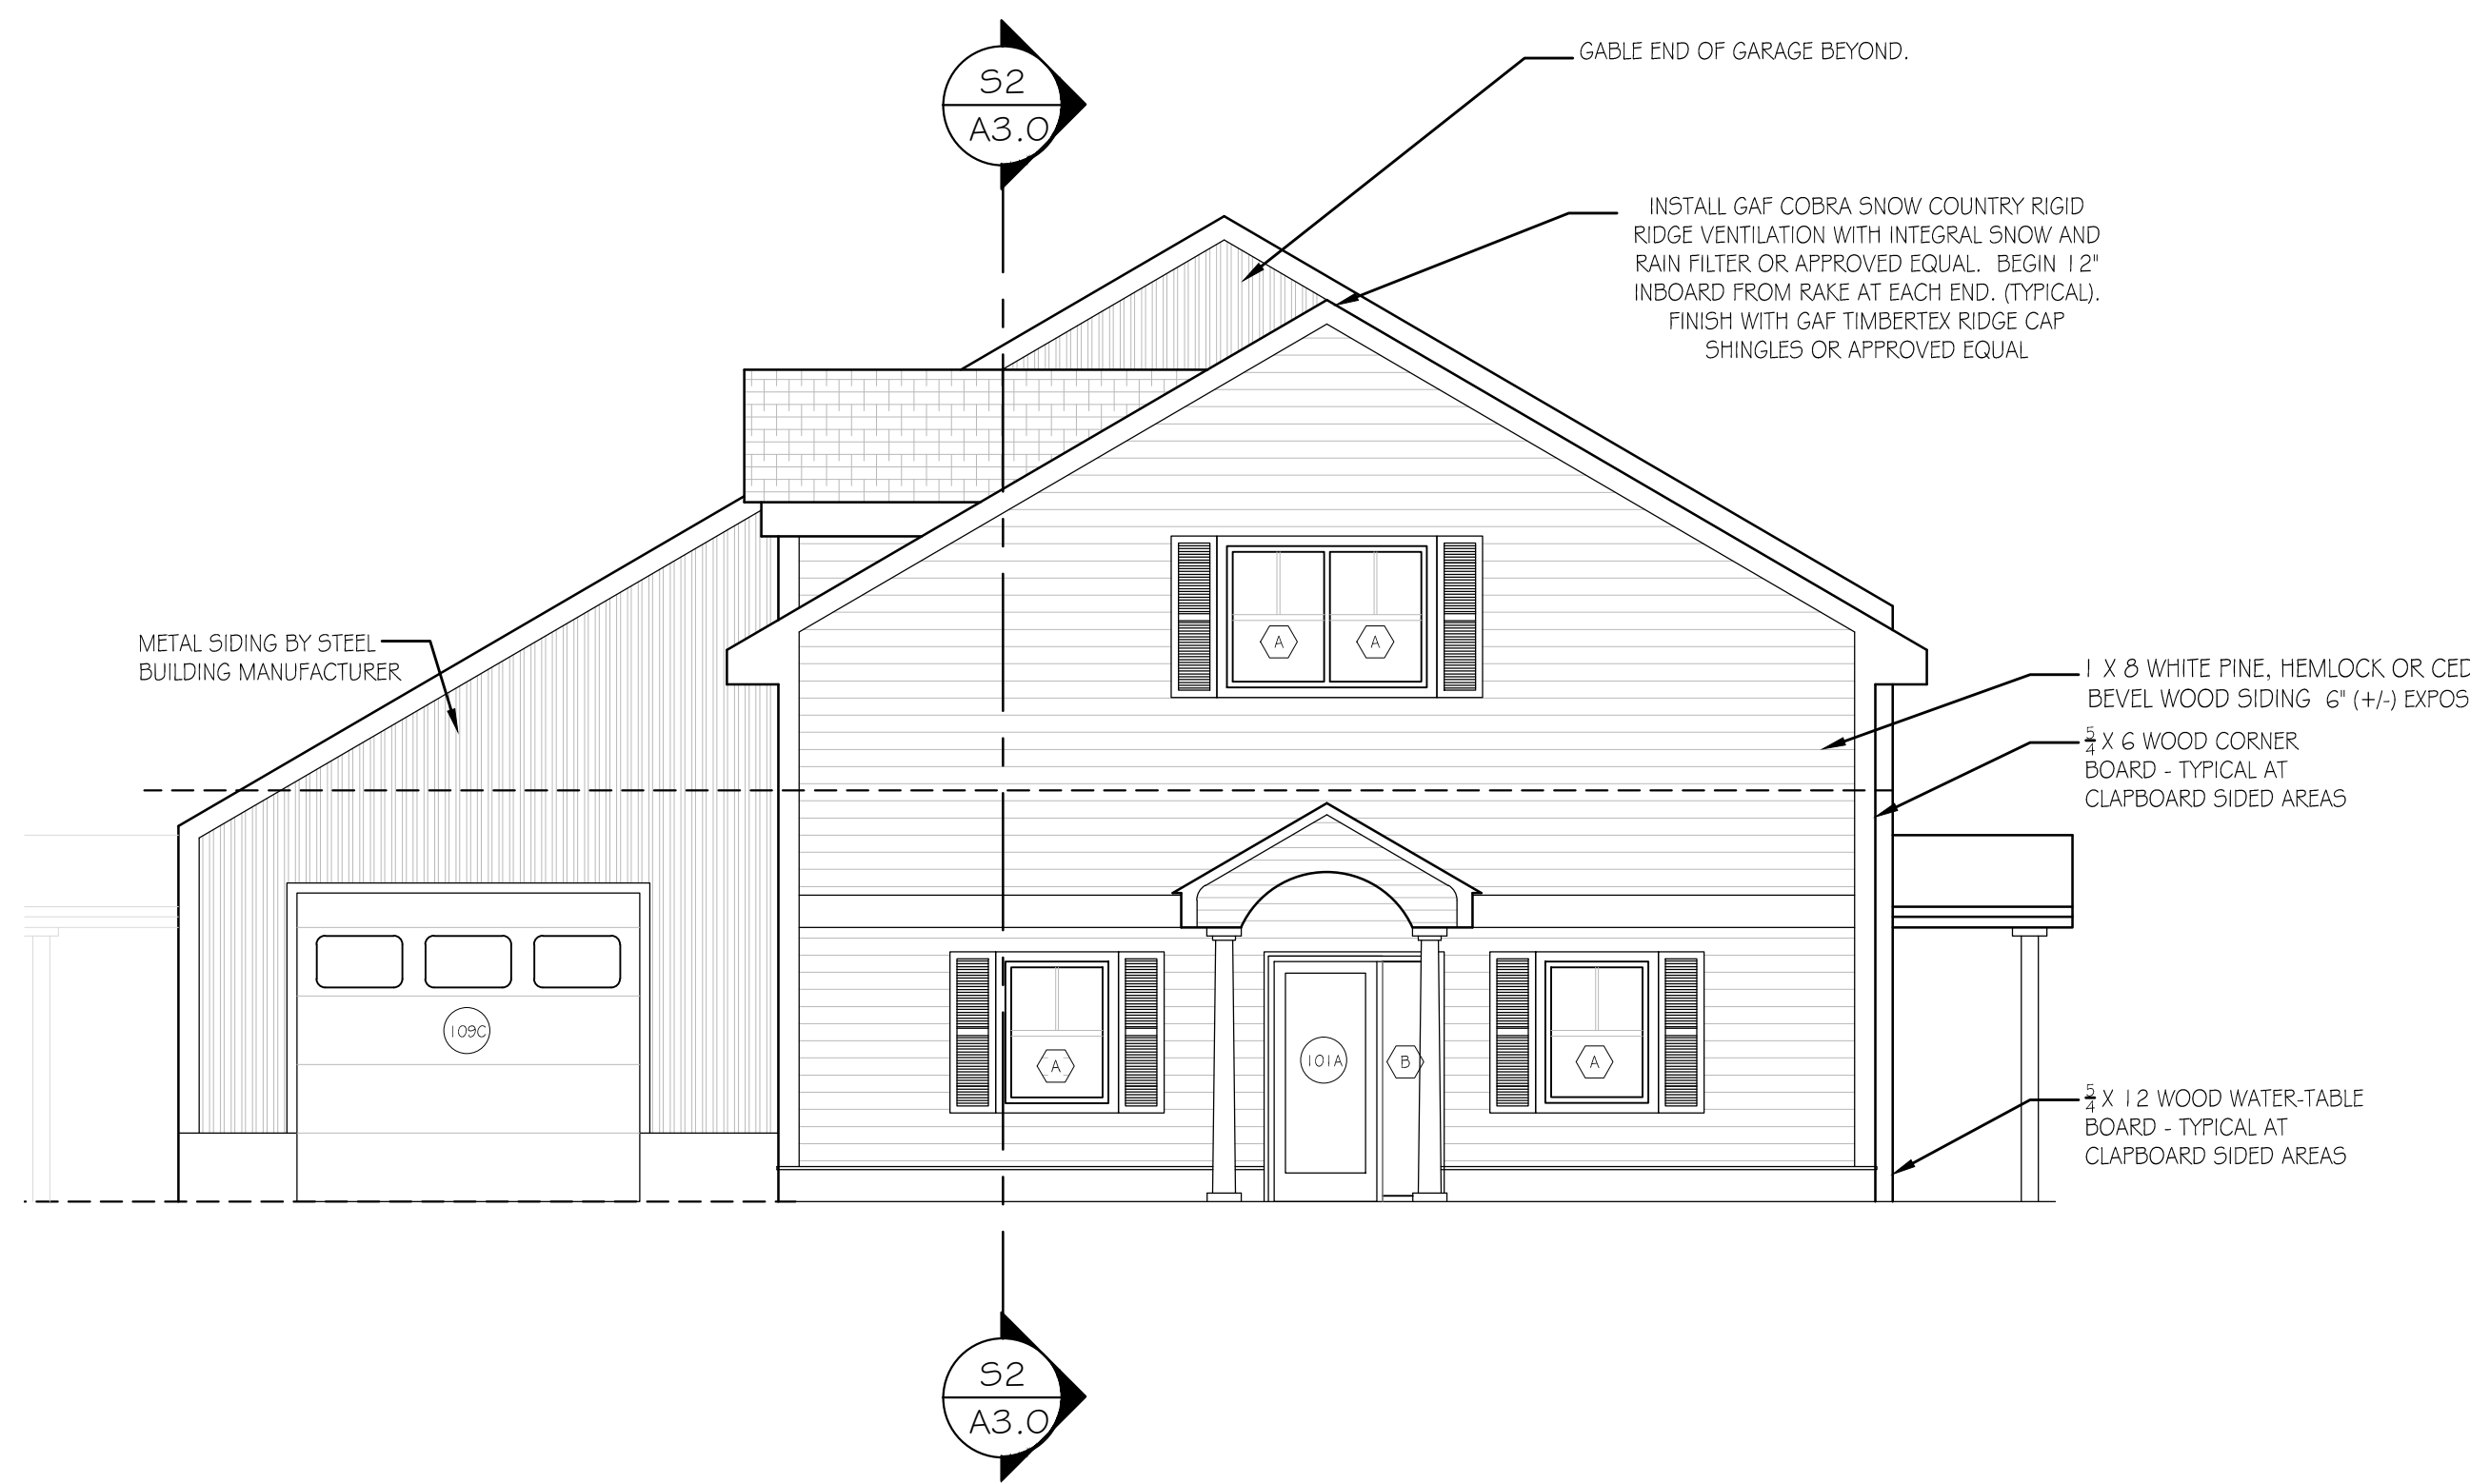 S2
A3.0
GABLE END OF GARAGE BEYOND.
INSTALL GAF COBRA SNOW COUNTRY RIGID
RIDGE VENTILATION WITH INTEGRAL SNOW AND
RAIN FILTER OR APPROVED EQUAL. BEGIN 12"
INBOARD FROM RAKE AT EACH END. (TYPICAL).
FINISH WITH GAF TIMBERTEX RIDGE CAP
SHINGLES OR APPROVED EQUAL
METAL SIDING BY STEEL
BUILDING MANUFACTURER
A
A
1 X 8 WHITE PINE, HEMLOCK OR CED
BEVEL WOOD SIDING 6" (+/-) EXPOS
5/4 X 6 WOOD CORNER
BOARD - TYPICAL AT
CLAPBOARD SIDED AREAS
109C
A
101A
B
A
5/4 X 12 WOOD WATER-TABLE
BOARD - TYPICAL AT
CLAPBOARD SIDED AREAS
S2
A3.0